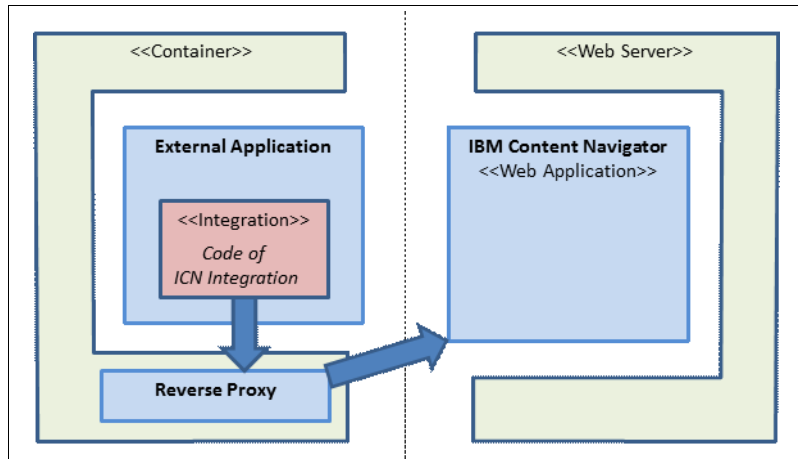 <<Container>>
External Application
<<Integration>>
Code of
ICN Integration
Reverse Proxy
<<Web Server>>
IBM Content Navigator
<<Web Application>>